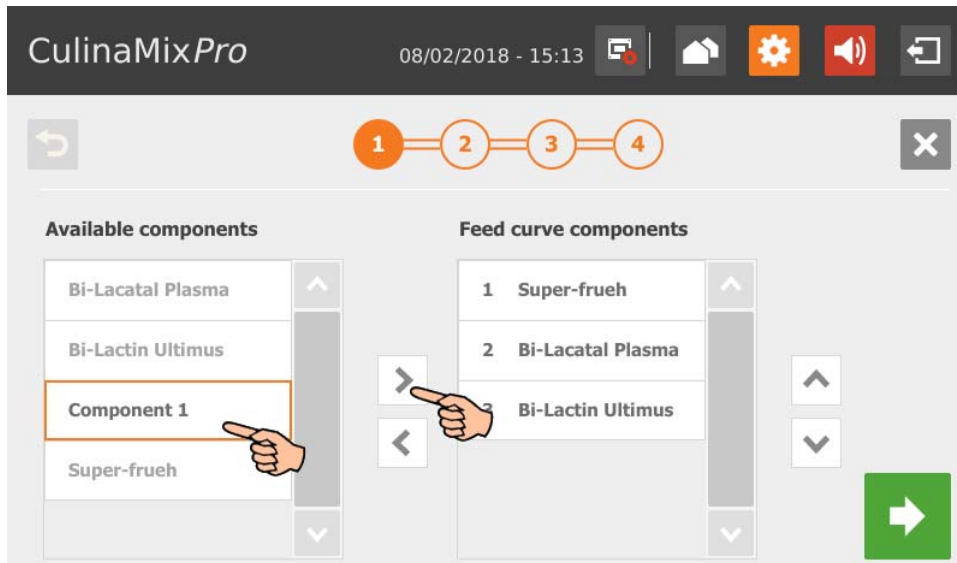 CulinaMixPro
08/02/2018 - 15:13
1
2
3
4
Available components
Bi-Lacatal Plasma
Bi-Lactin Ultimus
Component 1
Super-frueh
Feed curve components
1 Super-frueh
2 Bi-Lacatal Plasma
3 Bi-Lactin Ultimus